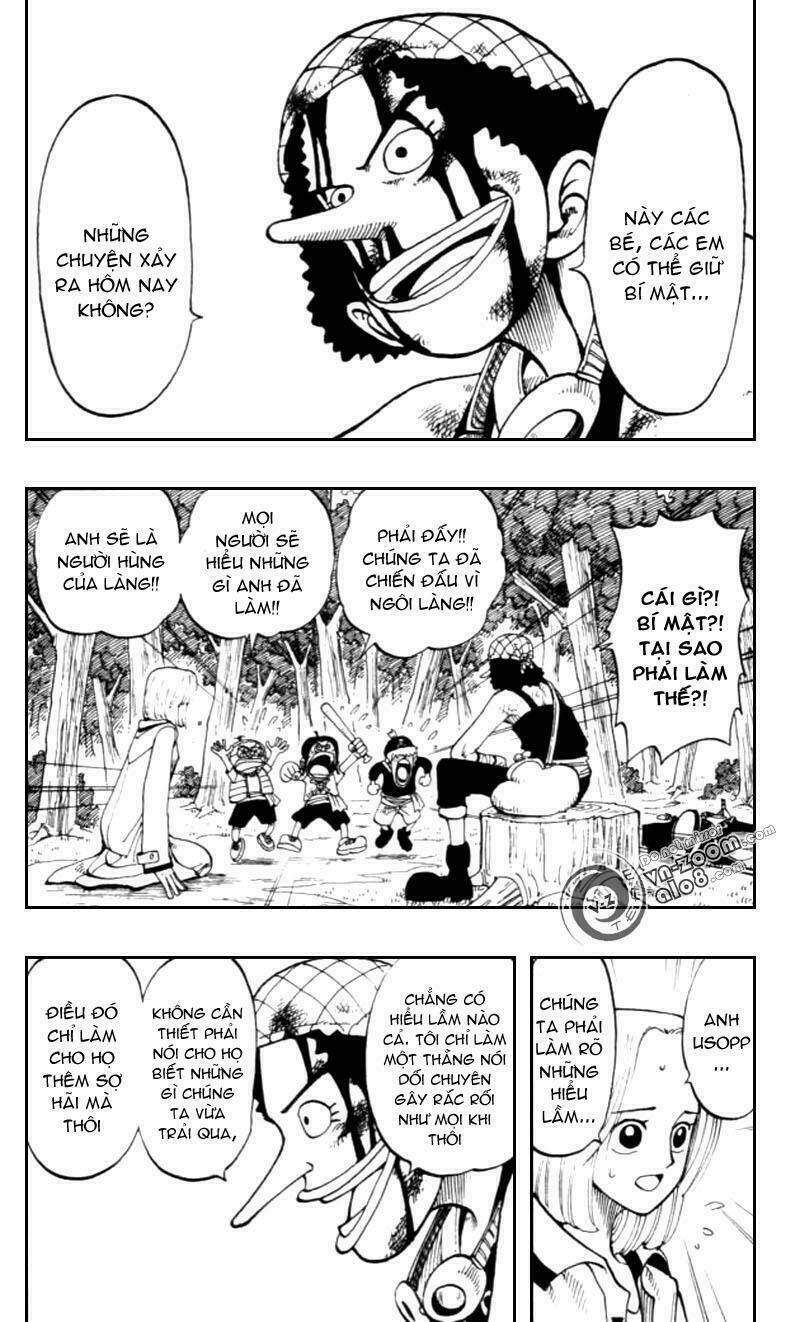 NÀY CÁC
BÉ, CÁC EM
CÓ THỂ GIỮ
BÍ MẬT...
NHỮNG
CHUYỆN XẢY
RA HÔM NAY
KHÔNG?
CÁI GÌ?!
BÍ MẬT?!
TẠI SAO
PHẢI LÀM
THẾ?!
PHẢI ĐẤY!!
CHÚNG TA ĐÃ
CHIẾN ĐẤU VÌ
NGÔI LÀNG!!
MỌI
NGƯỜI SẼ
HIỂU NHỮNG
GÌ ANH ĐÃ
LÀM!!
ANH SẼ LÀ
NGƯỜI HÙNG
CỦA LÀNG!!
Do not mirror
vn-zoom.com
alo8.com
V-Z
ANH
USOPP
...
CHÚNG
TA PHẢI
LÀM RÕ
NHỮNG
HIỂU
LẦM...
CHẲNG CÓ
HIỂU LẦM NÀO
CẢ, TÔI CHỈ LÀM
MỘT THẰNG NÓI
DỐI CHUYÊN
GÂY RẮC RỐI
NHƯ MỌI KHI
THÔI
KHÔNG CẦN
THIẾT PHẢI
NÓI CHO HỌ
BIẾT NHỮNG
GÌ CHÚNG
TA VỪA
TRẢI QUA,
ĐIỀU ĐÓ
CHỈ LÀM
CHO HỌ
THÊM SỢ
HÃI MÀ
THÔI